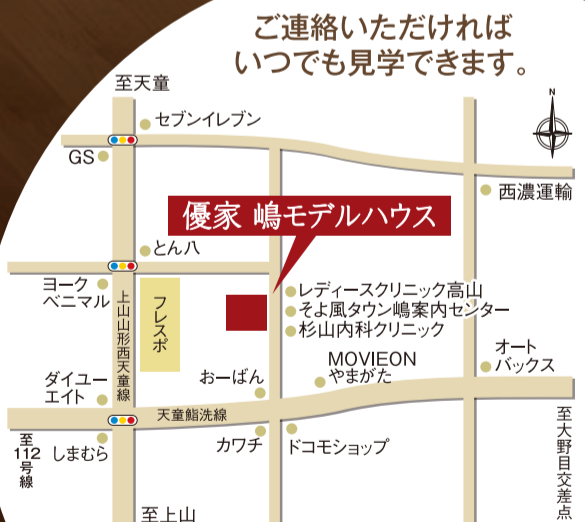 ご連絡いただければ
いつでも見学できます。
至天童
N
セブンイレブン
GS
西濃運輸
優家 嶋モデルハウス
とん八
ヨーク
ベニマル
上山山形西天童線
フレスポ
レディースクリニック高山
そよ風タウン嶋案内センター
杉山内科クリニック
MOVIEON
やまがた
オート
バックス
ダイユー
エイト
おーばん
天童鮨洗線
至112号線
しまむら
カワチ
ドコモショップ
至大野目交差点
至上山